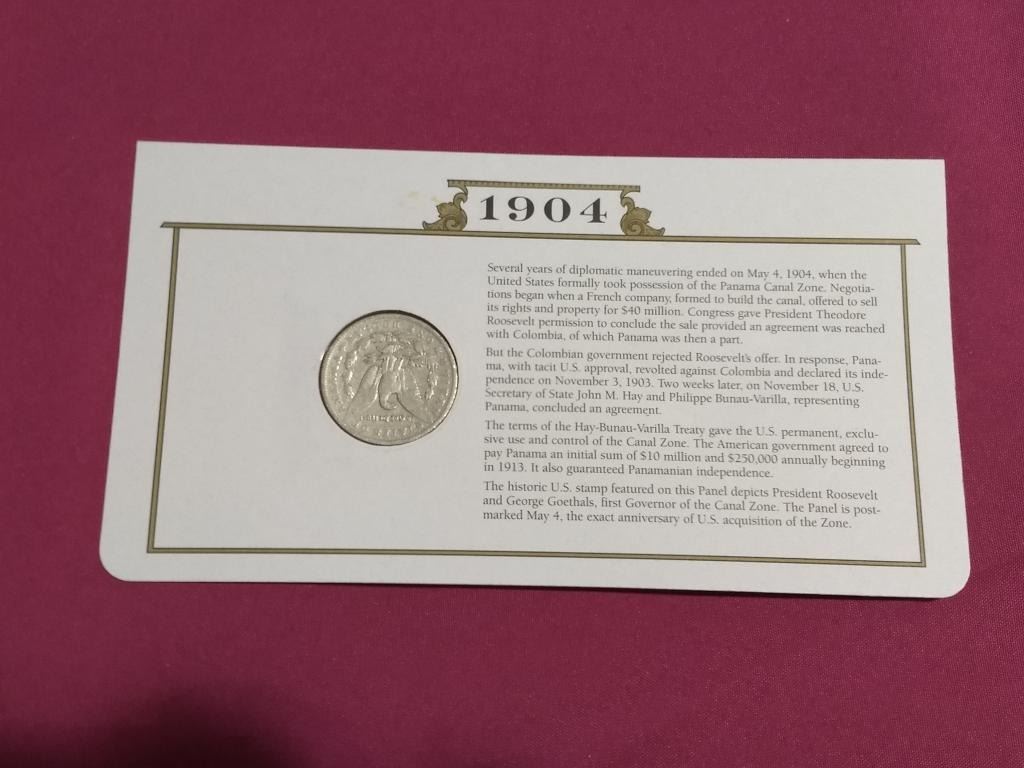 1904
Several years of diplomatic maneuvering ended on May 4, 1904, when the
United States formally took possession of the Panama Canal Zone. Negotia-
tions began when a French company, formed to build the canal, offered to sell
its rights and property for $40 million. Congress gave President Theodore
Roosevelt permission to conclude the sale provided an agreement was reached
with Colombia, of which Panama was then a part.
But the Colombian government rejected Roosevelt's offer. In response, Pana-
ma, with tacit U.S. approval, revolted against Colombia and declared its inde-
pendence on November 3, 1903. Two weeks later, on November 18, U.S.
Secretary of State John M. Hay and Philippe Bunau-Varilla, representing
Panama, concluded an agreement.
The terms of the Hay-Bunau-Varilla Treaty gave the U.S. permanent, exclu-
sive use and control of the Canal Zone. The American government agreed to
pay Panama an initial sum of $10 million and $250,000 annually beginning
in 1913. It also guaranteed Panamanian independence.
The historic U.S. stamp featured on this Panel depicts President Roosevelt
and George Goethals, first Governor of the Canal Zone. The Panel is post-
marked May 4, the exact anniversary of U.S. acquisition of the Zone.